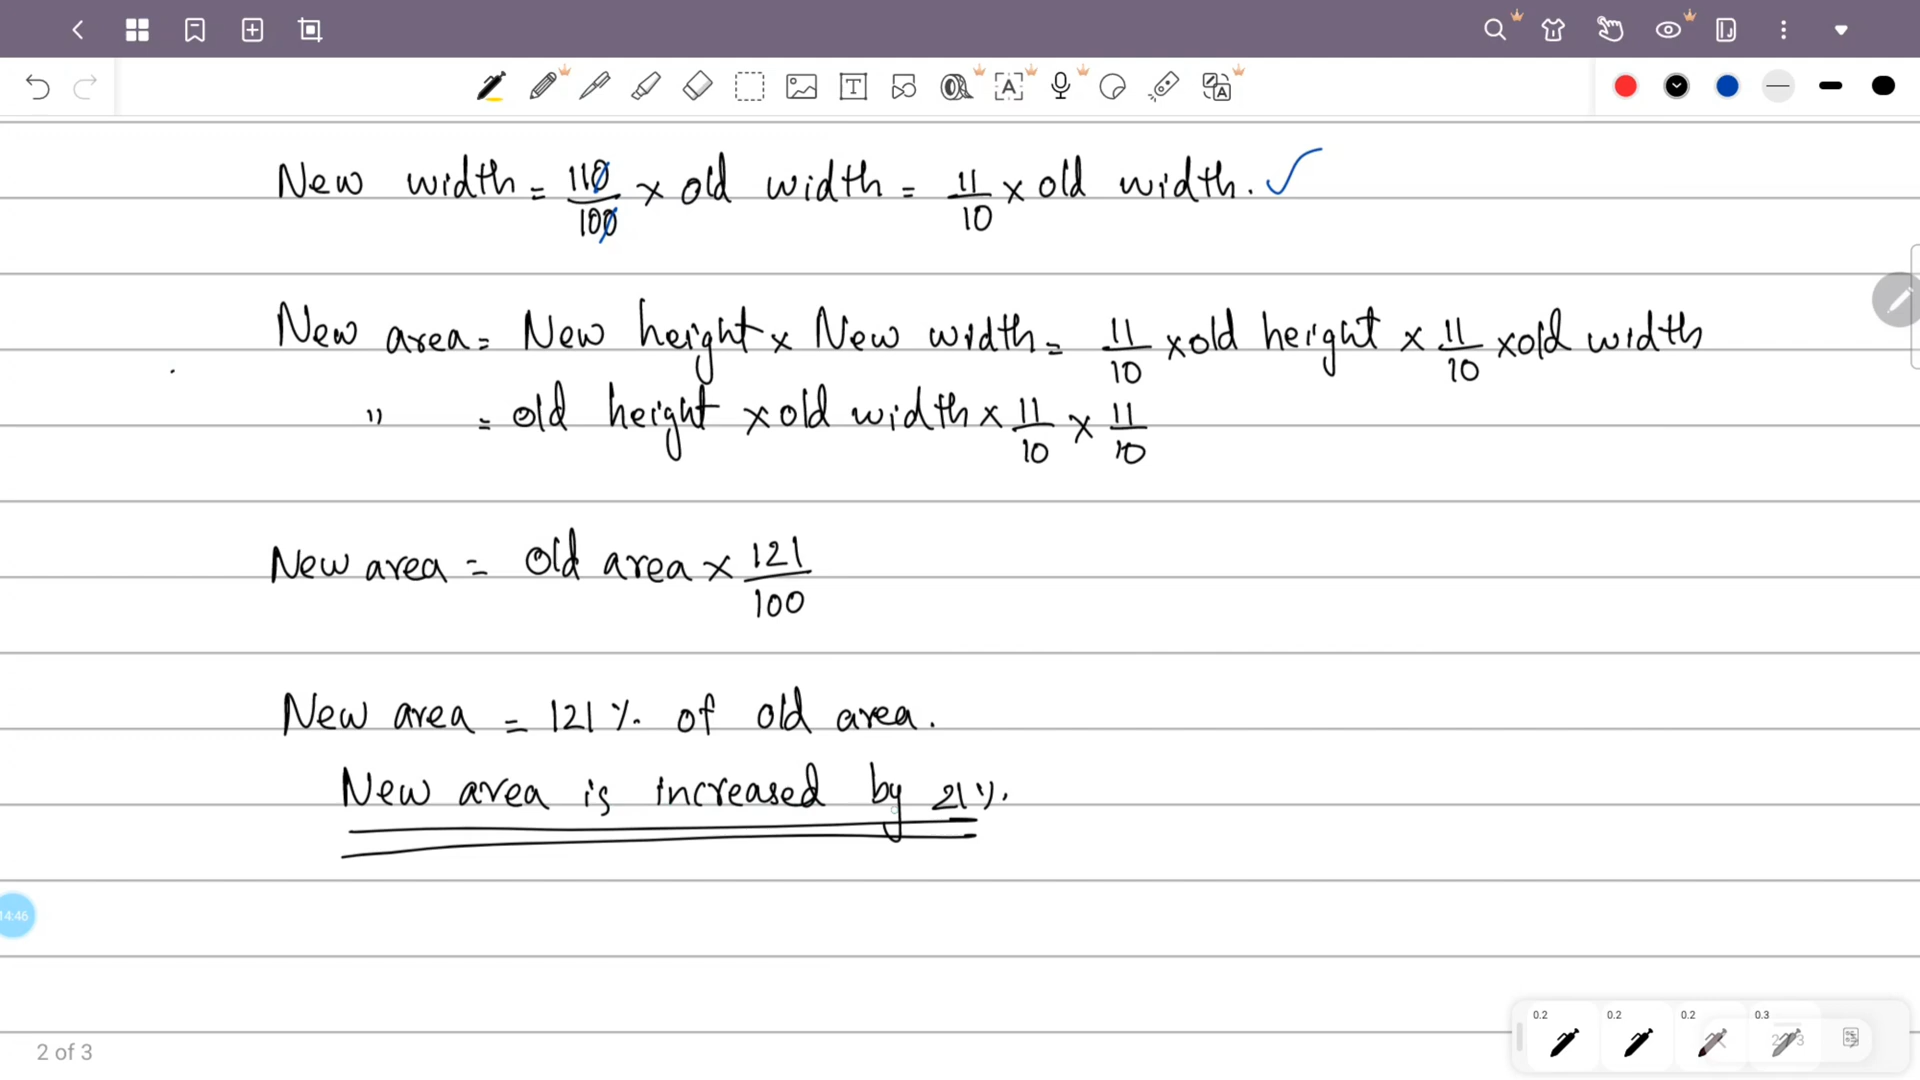 New width = 110/100 × old width = 11/10 × old width. ✓
New area = New height × New width = 11/10 × old height × 11/10 × old width
" = old height × old width × 11/10 × 11/10
New area = Old area × 121/100
New area = 121 % of old area.
New area is increased by 21 %.
14:46
2 of 3
0.2 0.2 0.2 0.3